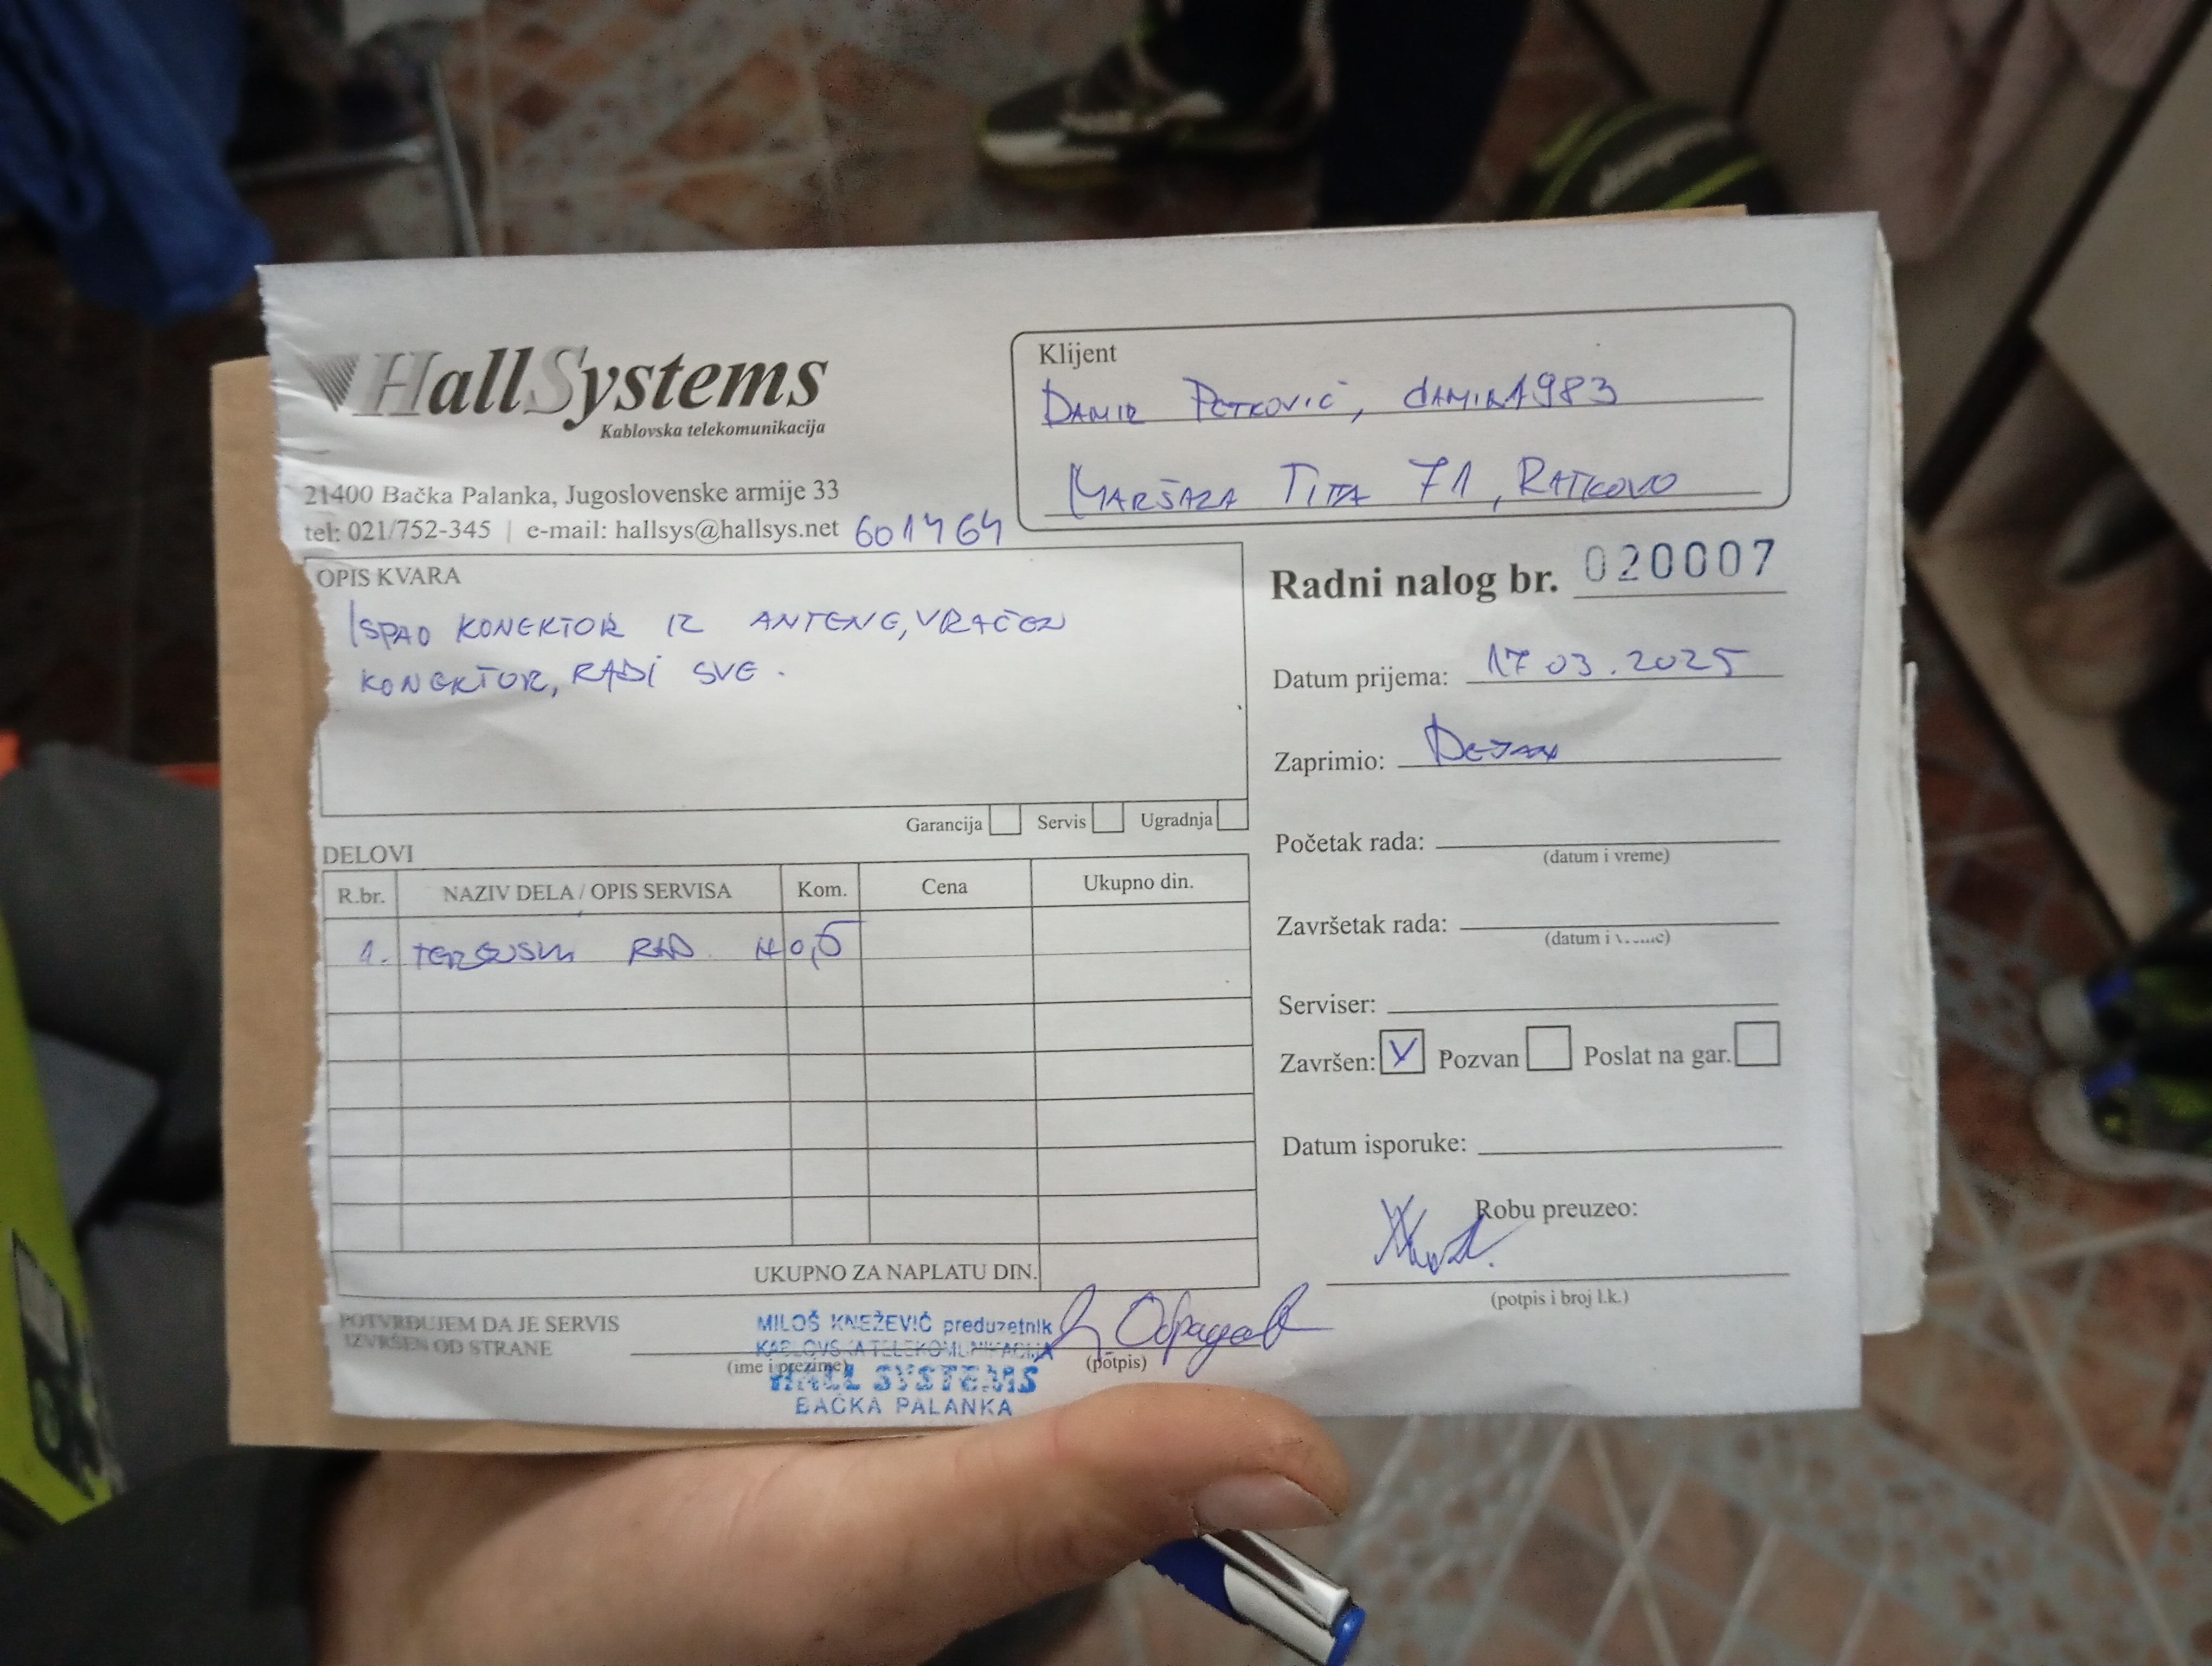 HallSystems
Kablovska telekomunikacija
21400 Bačka Palanka, Jugoslovenske armije 33
tel: 021/752-345 | e-mail: hallsys@hallsys.net 601464
Klijent
DAMIR PETKOVIĆ, DAMIR1983
MARŠALA TITA 71, RATKOVO
OPIS KVARA
ISPAO KONEKTOR IZ ANTENE, VRAĆEN
KONEKTOR, RADI SVE.
Garancija Servis Ugradnja
Radni nalog br. 020007
Datum prijema: 17 03. 2025
Zaprimio: DEJAN
Početak rada:
(datum i vreme)
Završetak rada:
(datum i vreme)
Serviser:
Završen: V Pozvan Poslat na gar.
Datum isporuke:
Robu preuzeo:
(potpis i broj l.k.)
DELOVI
R.br. NAZIV DELA / OPIS SERVISA Kom. Cena Ukupno din.
1. TERENSKI RAD H 0,5
UKUPNO ZA NAPLATU DIN.
POTVRĐUJEM DA JE SERVIS
IZVRŠEN OD STRANE
(ime i prezime)
(potpis)
MILOŠ KNEŽEVIĆ preduzetnik
KABLOVSKA TELEKOMUNIKACIJA
HALL SYSTEMS
BAČKA PALANKA